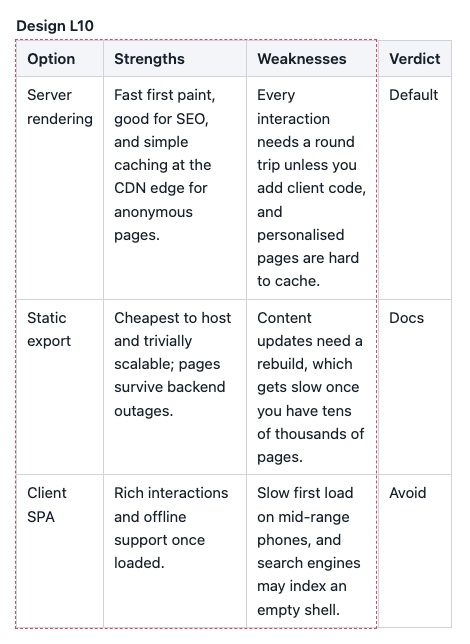 Design L10
Option Strengths Weaknesses Verdict
Server
rendering
Fast first paint,
good for SEO,
and simple
caching at the
CDN edge for
anonymous
pages.
Every
interaction
needs a round
trip unless you
add client code,
and
personalised
pages are hard
to cache.
Default
Static
export
Cheapest to host
and trivially
scalable; pages
survive backend
outages.
Content
updates need a
rebuild, which
gets slow once
you have tens
of thousands of
pages.
Docs
Client
SPA
Rich interactions
and offline
support once
loaded.
Slow first load
on mid-range
phones, and
search engines
may index an
empty shell.
Avoid